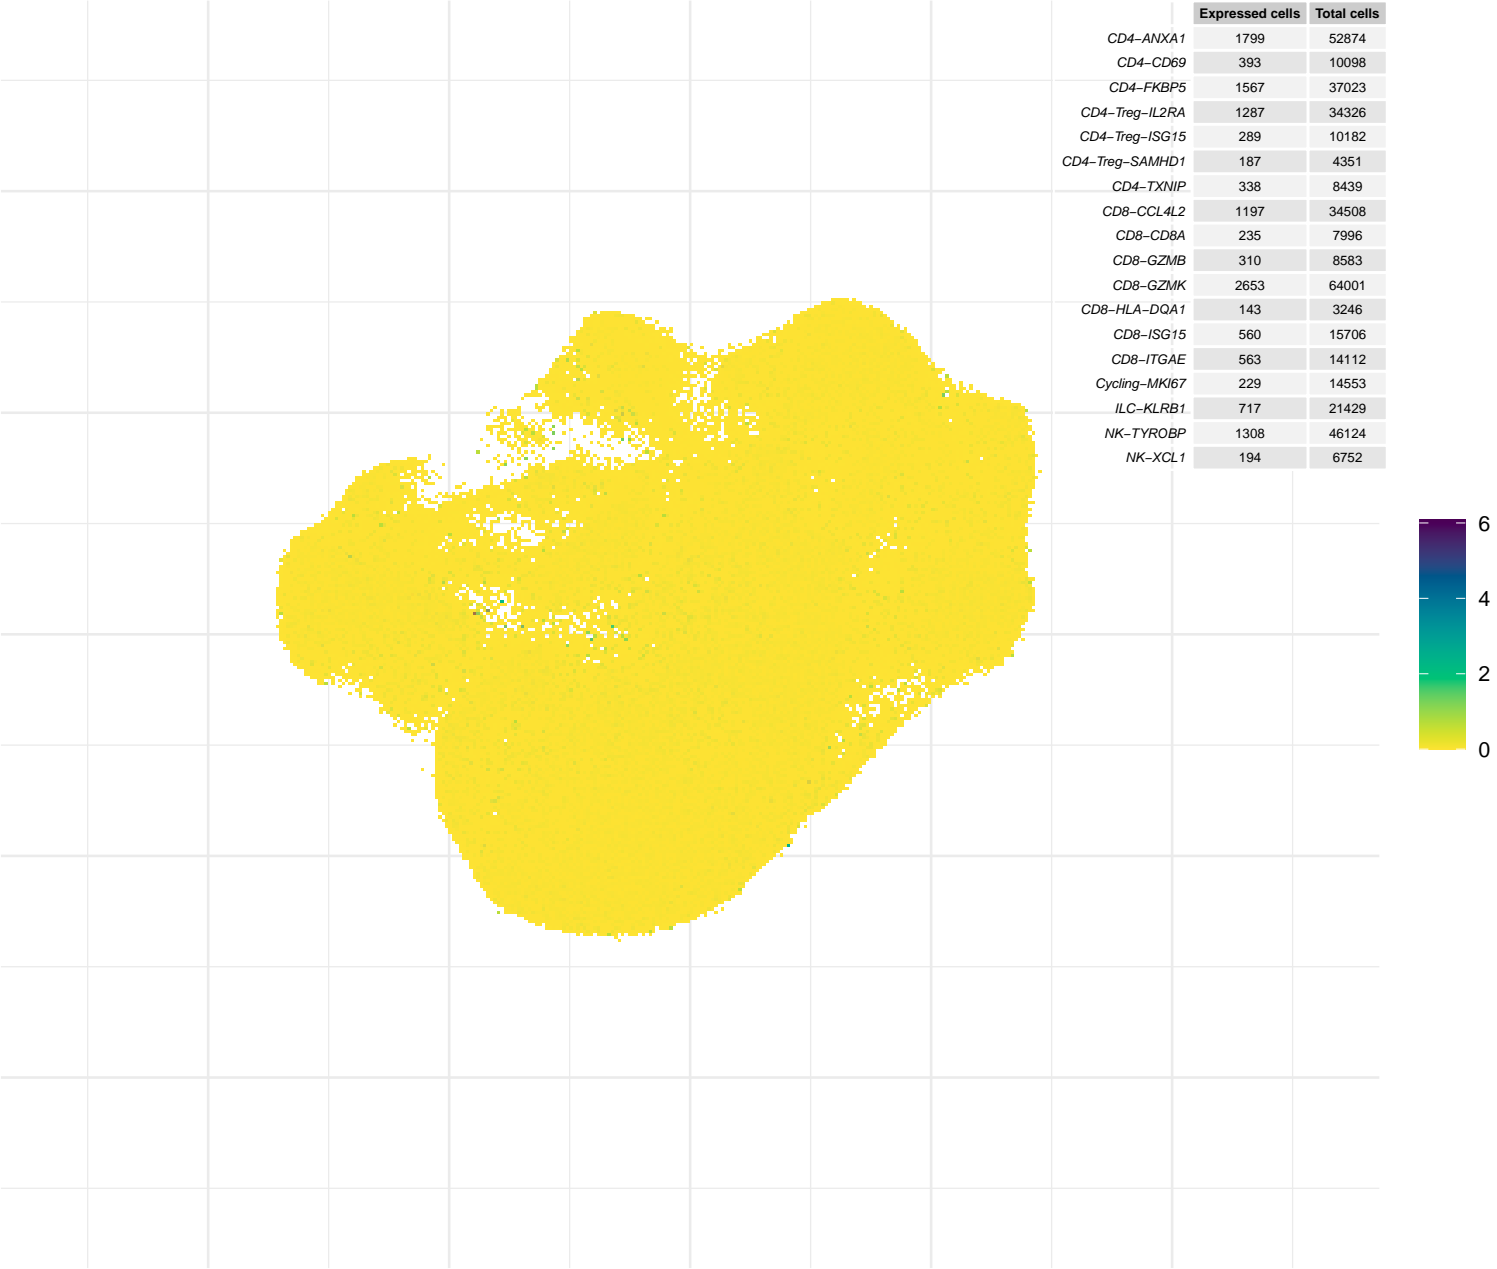 Expressed cells Total cells
CD4−ANXA1 1799 52874
CD4−CD69 393 10098
CD4−FKBP5 1567 37023
CD4−Treg−IL2RA 1287 34326
CD4−Treg−ISG15 289 10182
CD4−Treg−SAMHD1 187 4351
CD4−TXNIP 338 8439
CD8−CCL4L2 1197 34508
CD8−CD8A 235 7996
CD8−GZMB 310 8583
CD8−GZMK 2653 64001
CD8−HLA−DQA1 143 3246
CD8−ISG15 560 15706
CD8−ITGAE 563 14112
Cycling−MKI67 229 14553
ILC−KLRB1 717 21429
NK−TYROBP 1308 46124
NK−XCL1 194 6752
6
4
2
0